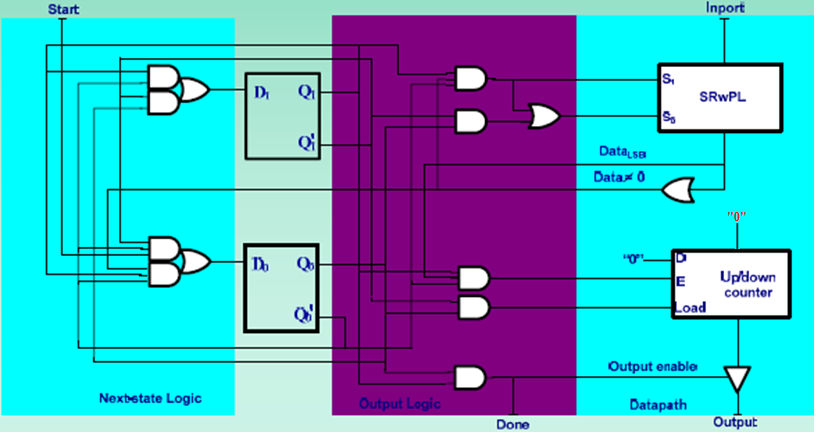 Start
Inport
D1 Q1
Q1'
S1
SRwPL
S0
DataLSB
Data≠ 0
"0"
D0 Q0
Q0'
"0"
D
E
Load
Up/down
counter
Output enable
Next-state Logic
Output Logic
Datapath
Done
Output